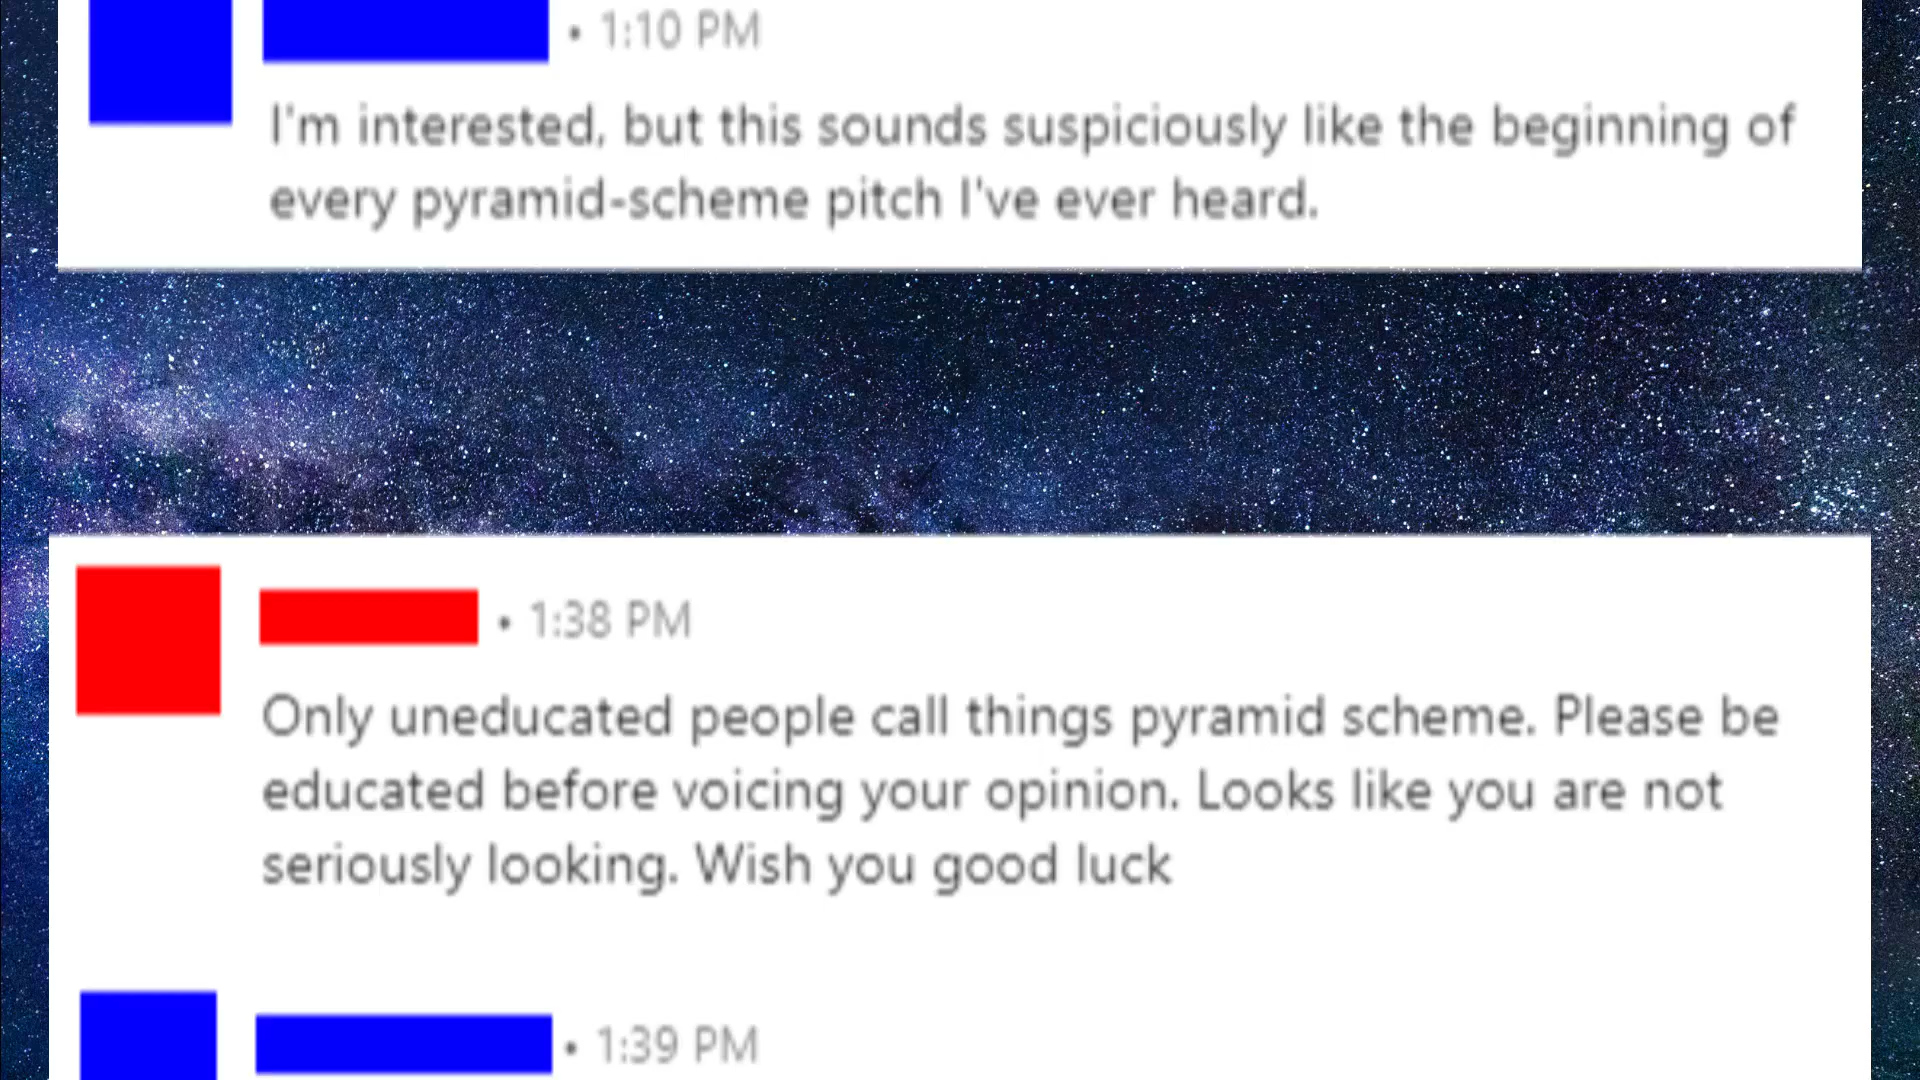 • 1:10 PM
I'm interested, but this sounds suspiciously like the beginning of
every pyramid-scheme pitch I've ever heard.
• 1:38 PM
Only uneducated people call things pyramid scheme. Please be
educated before voicing your opinion. Looks like you are not
seriously looking. Wish you good luck
• 1:39 PM